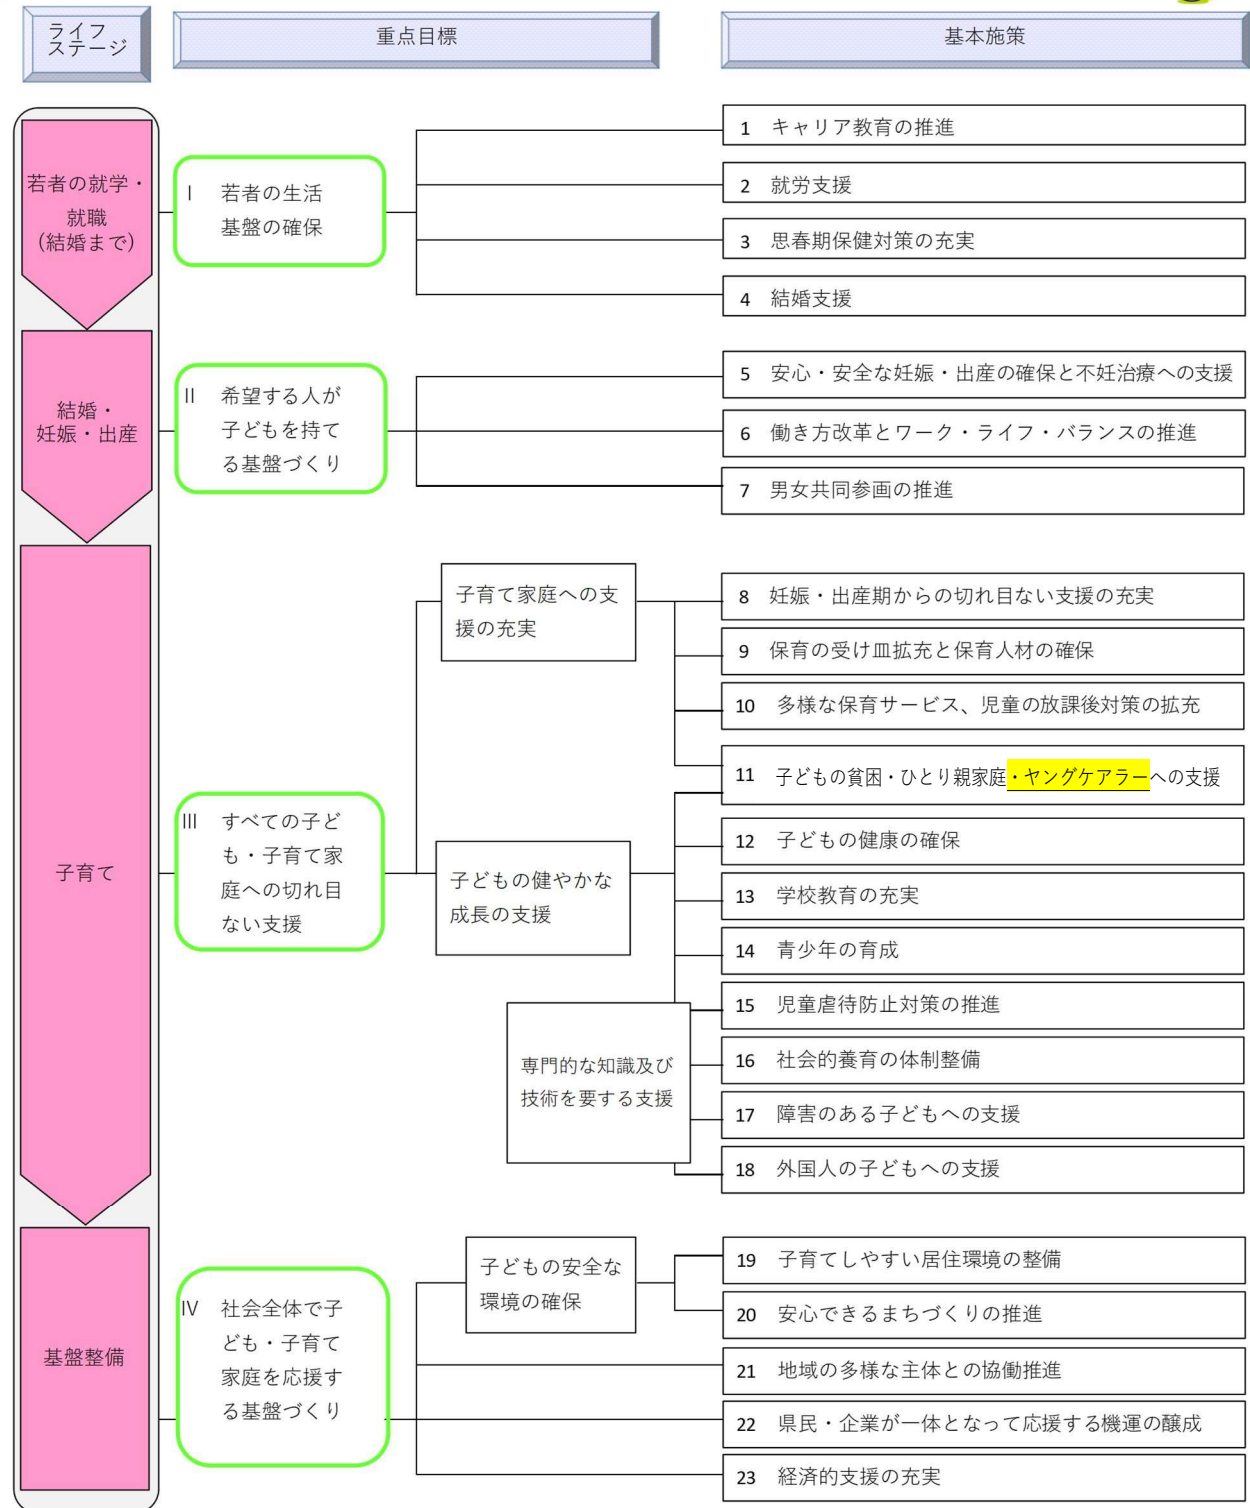 ライフ
ステージ
重点目標
基本施策
若者の就学・
就職
(結婚まで)
Ⅰ 若者の生活
基盤の確保
1 キャリア教育の推進
2 就労支援
3 思春期保健対策の充実
4 結婚支援
結婚・
妊娠・出産
Ⅱ 希望する人が
子どもを持て
る基盤づくり
5 安心・安全な妊娠・出産の確保と不妊治療への支援
6 働き方改革とワーク・ライフ・バランスの推進
7 男女共同参画の推進
子育て
Ⅲ すべての子ど
も・子育て家
庭への切れ目
ない支援
子育て家庭への支
援の充実
8 妊娠・出産期からの切れ目ない支援の充実
9 保育の受け皿拡充と保育人材の確保
10 多様な保育サービス、児童の放課後対策の拡充
11 子どもの貧困・ひとり親家庭・ヤングケアラーへの支援
子どもの健やかな
成長の支援
12 子どもの健康の確保
13 学校教育の充実
14 青少年の育成
専門的な知識及び
技術を要する支援
15 児童虐待防止対策の推進
16 社会的養育の体制整備
17 障害のある子どもへの支援
18 外国人の子どもへの支援
基盤整備
Ⅳ 社会全体で子
ども・子育て
家庭を応援す
る基盤づくり
子どもの安全な
環境の確保
19 子育てしやすい居住環境の整備
20 安心できるまちづくりの推進
21 地域の多様な主体との協働推進
22 県民・企業が一体となって応援する機運の醸成
23 経済的支援の充実